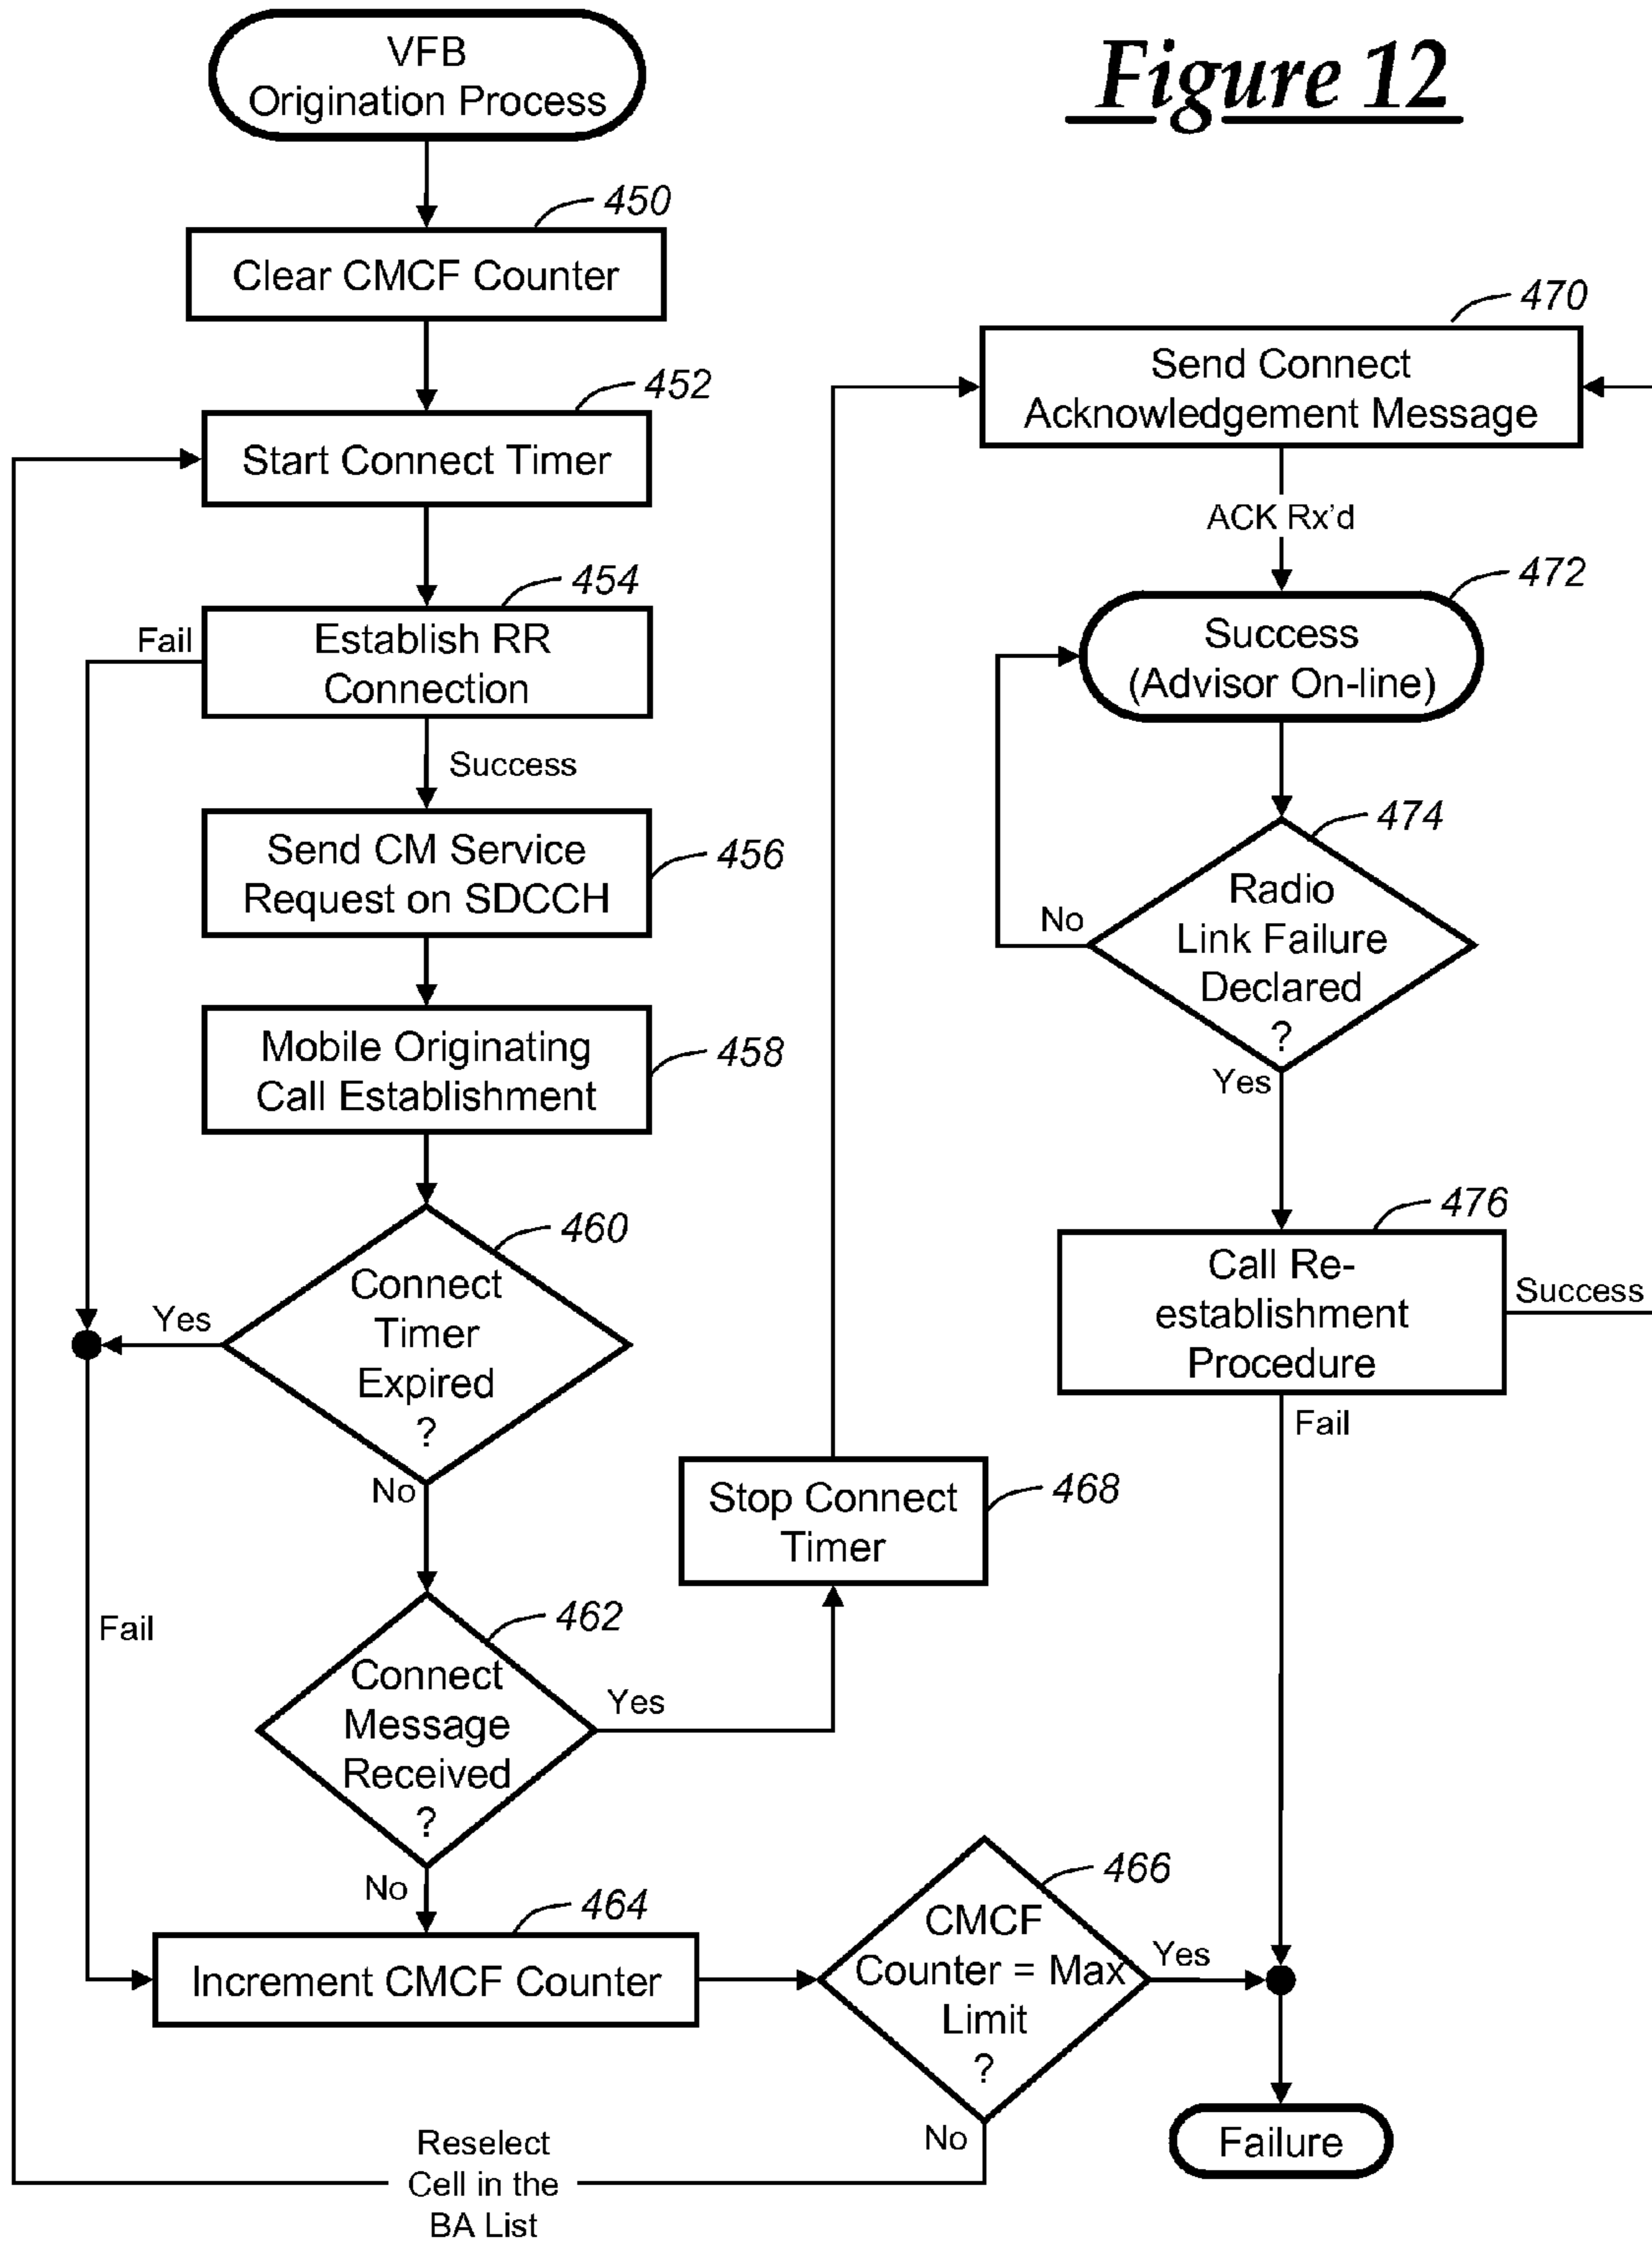 Figure 12
VFB
Origination Process
450
Clear CMCF Counter
452
Start Connect Timer
454
Establish RR
Connection
Fail
Success
Send CM Service
Request on SDCCH
456
Mobile Originating
Call Establishment
458
460
Connect
Timer
Expired
?
Yes
No
Fail
462
Connect
Message
Received
?
Yes
No
464
Increment CMCF Counter
466
CMCF
Counter = Max
Limit
?
Yes
No
Reselect
Cell in the
BA List
Stop Connect
Timer
468
470
Send Connect
Acknowledgement Message
ACK Rx'd
472
Success
(Advisor On-line)
474
Radio
Link Failure
Declared
?
No
Yes
476
Call Re-
establishment
Procedure
Success
Fail
Failure